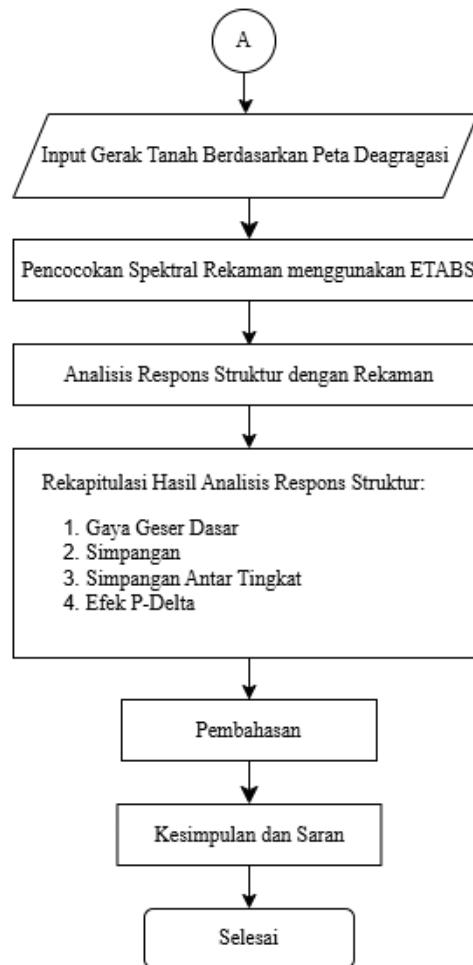 A
Input Gerak Tanah Berdasarkan Peta Deagragasi
Pencocokan Spektral Rekaman menggunakan ETABS
Analisis Respons Struktur dengan Rekaman
Rekapitulasi Hasil Analisis Respons Struktur:
1. Gaya Geser Dasar
2. Simpangan
3. Simpangan Antar Tingkat
4. Efek P-Delta
Pembahasan
Kesimpulan dan Saran
Selesai